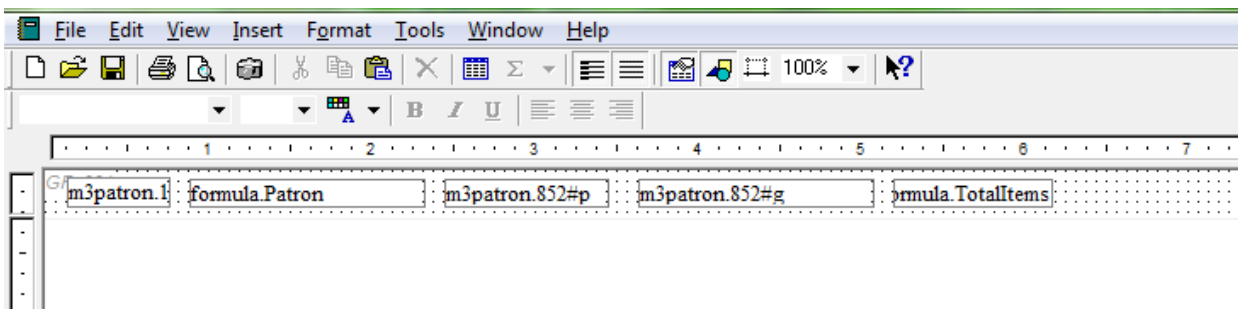 File Edit View Insert Format Tools Window Help
Σ 100% ?
A B I U
1 2 3 4 5 6 7
m3patron.1 formula.Patron m3patron.852#p m3patron.852#g ormula.TotalItems